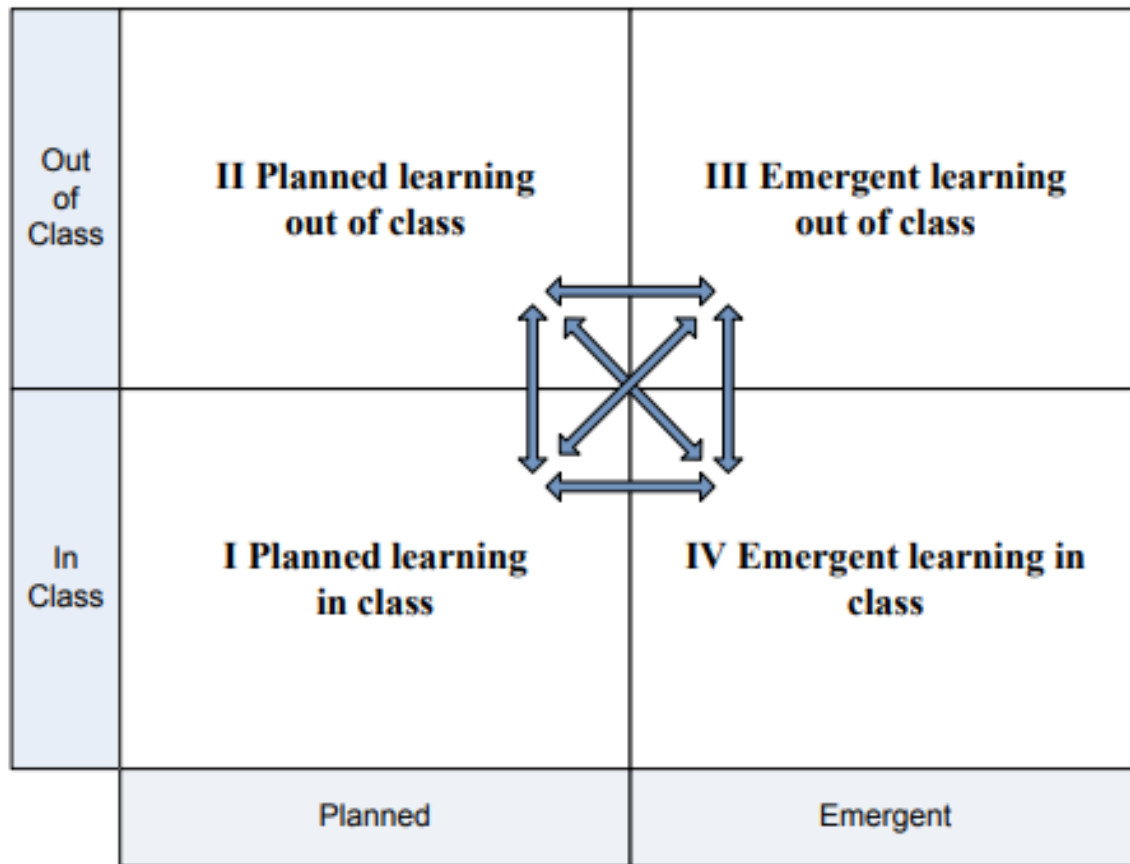 Out
of
Class
II Planned learning
out of class
III Emergent learning
out of class
In
Class
I Planned learning
in class
IV Emergent learning in
class
Planned
Emergent